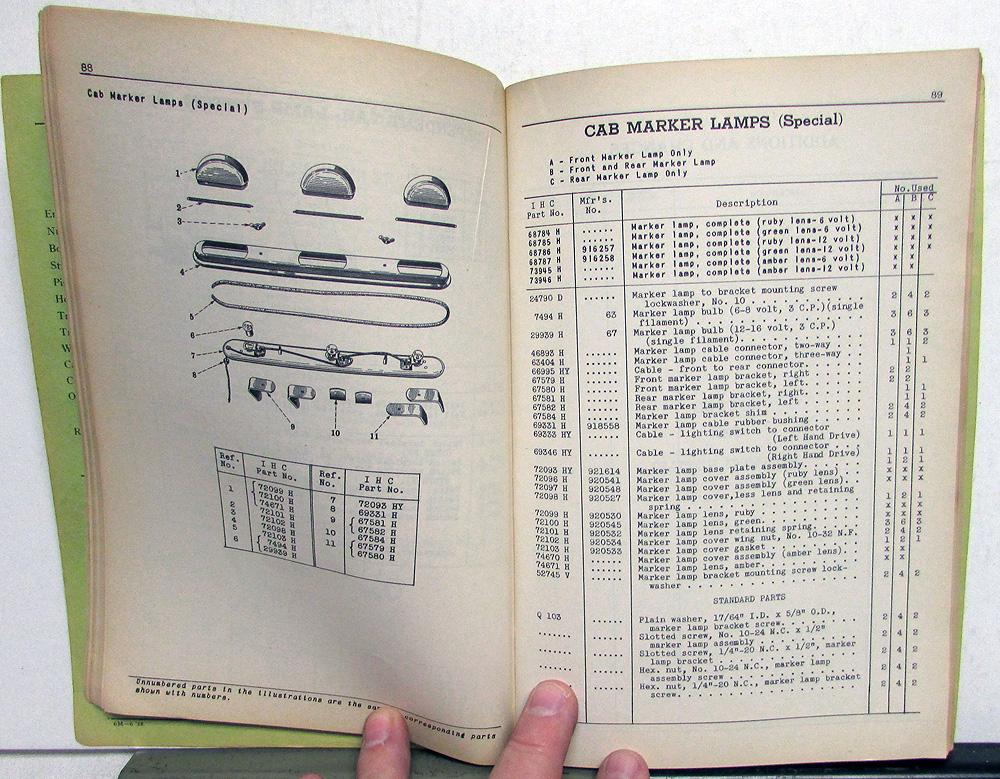 88
Cab Marker Lamps (Special)
1
2
3
4
5
6
7
8
9
10
11
Ref. No.
I H C Part No.
Ref. No.
I H C Part No.
1 72099 H
72100 H
74671 H
2 72101 H
3 72102 H
4 72098 H
5 72103 H
6 7494 H
29939 H
7 72093 HY
8 69331 H
9 67581 H
67582 H
10 67584 H
11 67579 H
67580 H
Unnumbered parts in the illustrations are the
corresponding parts
shown with numbers.
89
CAB MARKER LAMPS (Special)
A - Front Marker Lamp Only
B - Front and Rear Marker Lamp
C - Rear Marker Lamp Only
I H C Part No.
Mfr's. No.
Description
No. Used
A B C
68784 H ...... Marker lamp, complete (ruby lens-6 volt) x x x
68785 H ...... Marker lamp, complete (green lens-6 volt) x x x
68786 H 916257 Marker lamp, complete (ruby lens-12 volt) x x x
68787 H 916258 Marker lamp, complete (green lens-12 volt) x x x
73945 H ...... Marker lamp, complete (amber lens-6 volt) x x
73946 H ...... Marker lamp, complete (amber lens-12 volt) x x
24790 D ...... Marker lamp to bracket mounting screw
lockwasher, No. 10 2 4 2
7494 H 63 Marker lamp bulb (6-8 volt, 3 C.P.)(single
filament) 3 6 3
29939 H 67 Marker lamp bulb (12-16 volt, 3 C.P.)
(single filament) 3 6 3
46893 H ...... Marker lamp cable connector, two-way 1 1 2
63404 H ...... Marker lamp cable connector, three-way 1
66995 HY ...... Cable - front to rear connector 1 1
67579 H ...... Front marker lamp bracket, right 2 2
67580 H ...... Front marker lamp bracket, left 2 2
67581 H ...... Rear marker lamp bracket, right 1 1
67582 H ...... Rear marker lamp bracket, left 1 1
67584 H ...... Marker lamp bracket shim 2 4 2
69331 H 918558 Marker lamp cable rubber bushing 2 4 2
69333 HY ...... Cable - lighting switch to connector
(Left Hand Drive) 1 1 1
69346 HY ...... Cable - lighting switch to connector
(Right Hand Drive) 1 1 1
72093 HY 921614 Marker lamp base plate assembly 1 2 1
72096 H 920541 Marker lamp cover assembly (ruby lens) x x x
72097 H 920548 Marker lamp cover assembly (green lens) x x x
72098 H 920527 Marker lamp cover, less lens and retaining
spring 1 2 1
72099 H 920530 Marker lamp lens, ruby x x x
72100 H 920545 Marker lamp lens, green x x x
72101 H 920532 Marker lamp lens retaining spring 3 6 3
72102 H 920534 Marker lamp cover wing nut, No. 10-32 N.F. 2 4 2
72103 H 920533 Marker lamp cover gasket 1 2 1
74670 H ...... Marker lamp cover assembly (amber lens) x x
74671 H ...... Marker lamp lens, amber x x
52745 V ...... Marker lamp bracket mounting screw lock-
washer 2 4 2
STANDARD PARTS
Q 103 ...... Plain washer, 17/64" I.D. x 5/8" O.D.,
marker lamp bracket screw 2 4 2
....... ...... Slotted screw, No. 10-24 N.C. x 1/2"
marker lamp assembly 2 4 2
....... ...... Slotted screw, 1/4"-20 N.C. x 1/2", marker
lamp bracket 2 4 2
....... ...... Hex. nut, No. 10-24 N.C., marker lamp
assembly screw 2 4 2
....... ...... Hex. nut, 1/4"-20 N.C., marker lamp bracket
screw 2 4 2